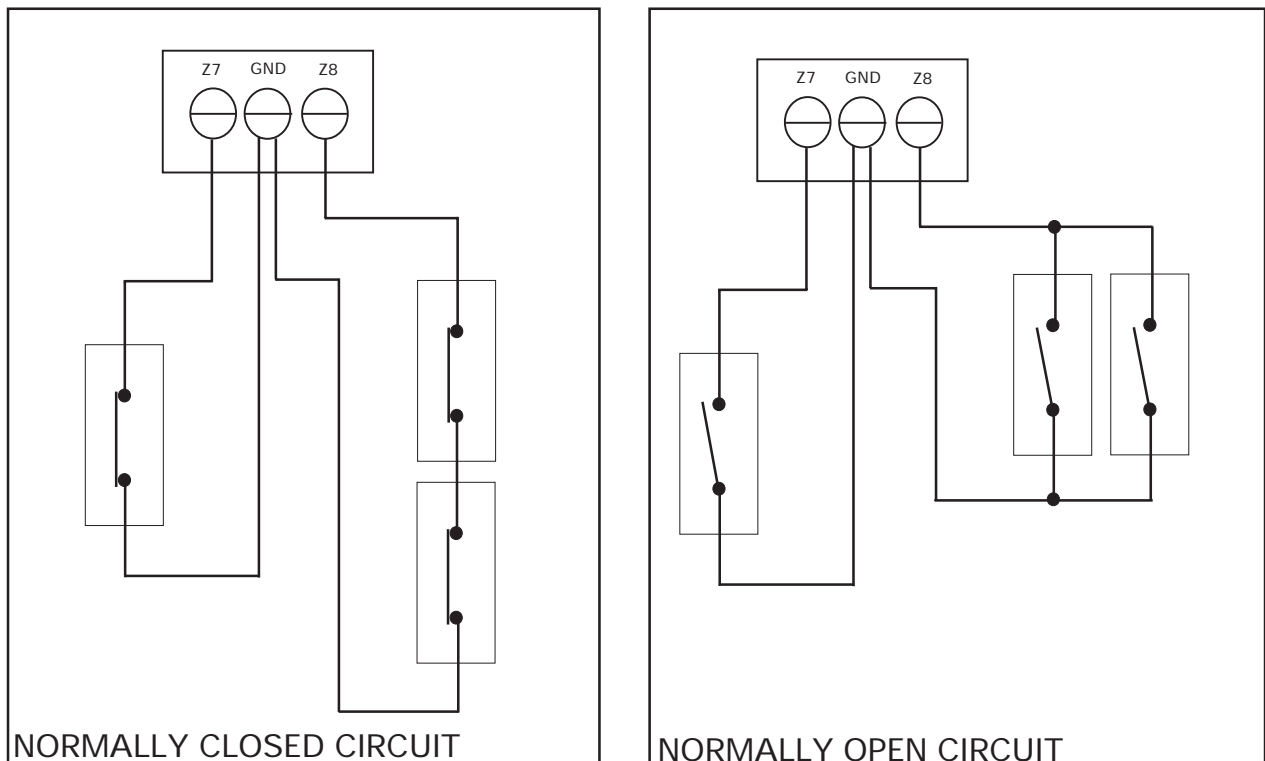 Z7 GND Z8
NORMALLY CLOSED CIRCUIT
Z7 GND Z8
NORMALLY OPEN CIRCUIT